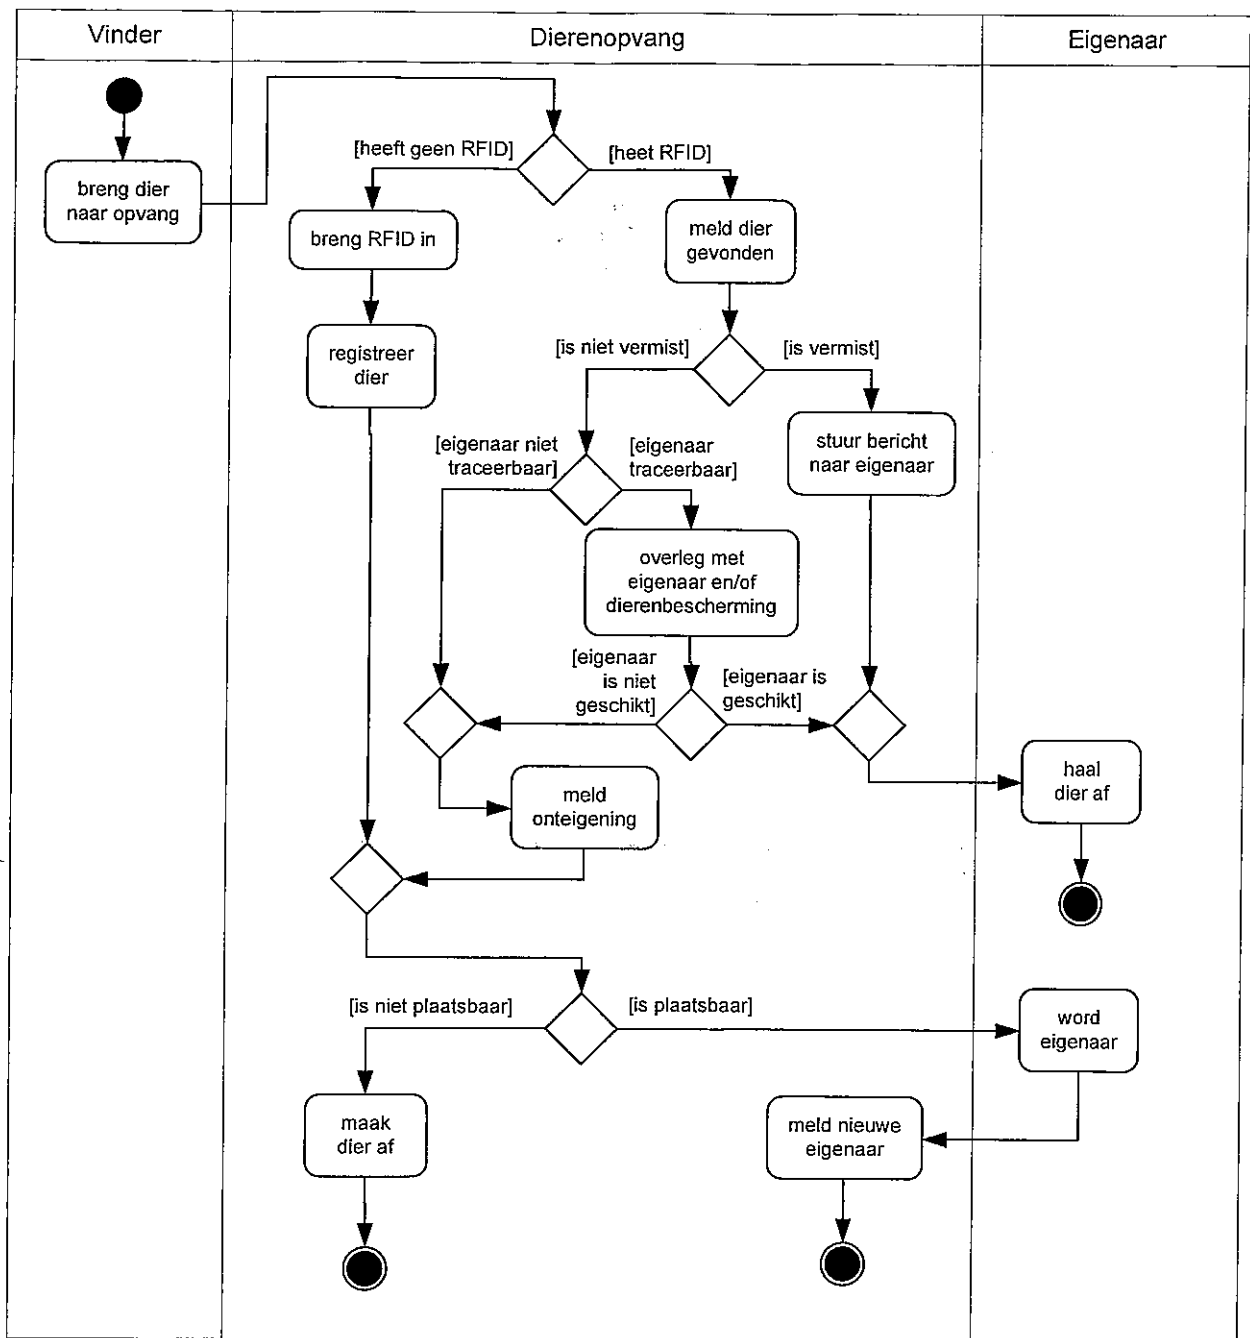 Vinder
Dierenopvang
Eigenaar
breng dier
naar opvang
[heeft geen RFID]
[heet RFID]
breng RFID in
meld dier
gevonden
registreer
dier
[is niet vermist]
[is vermist]
stuur bericht
naar eigenaar
[eigenaar niet
traceerbaar]
[eigenaar
traceerbaar]
overleg met
eigenaar en/of
dierenbescherming
[eigenaar
is niet
geschikt]
[eigenaar is
geschikt]
haal
dier af
meld
onteigening
[is niet plaatsbaar]
[is plaatsbaar]
word
eigenaar
maak
dier af
meld nieuwe
eigenaar